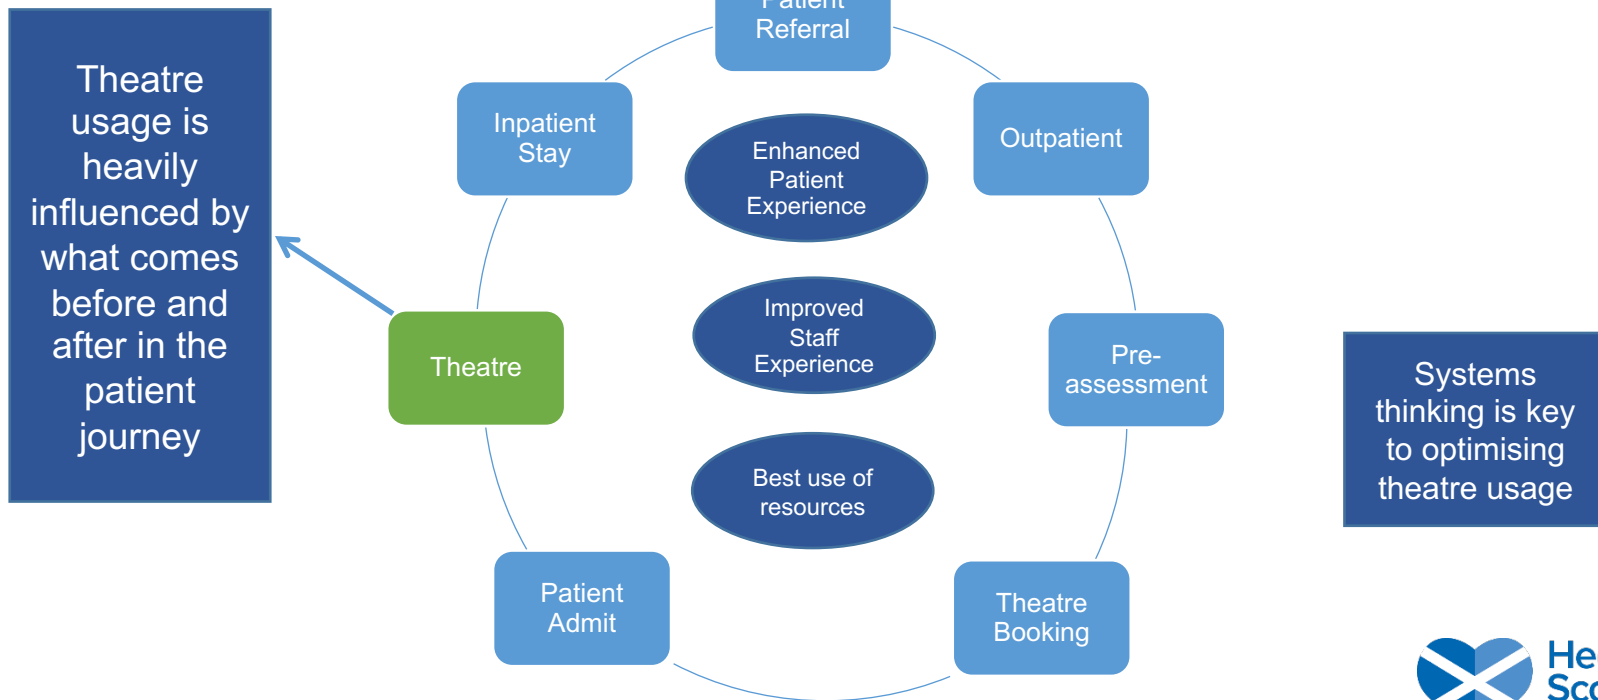 Theatre
usage is
heavily
influenced by
what comes
before and
after in the
patient
journey
Patient
Referral
Inpatient
Stay
Outpatient
Enhanced
Patient
Experience
Improved
Staff
Experience
Theatre
Pre-
assessment
Best use of
resources
Patient
Admit
Theatre
Booking
Systems
thinking is key
to optimising
theatre usage